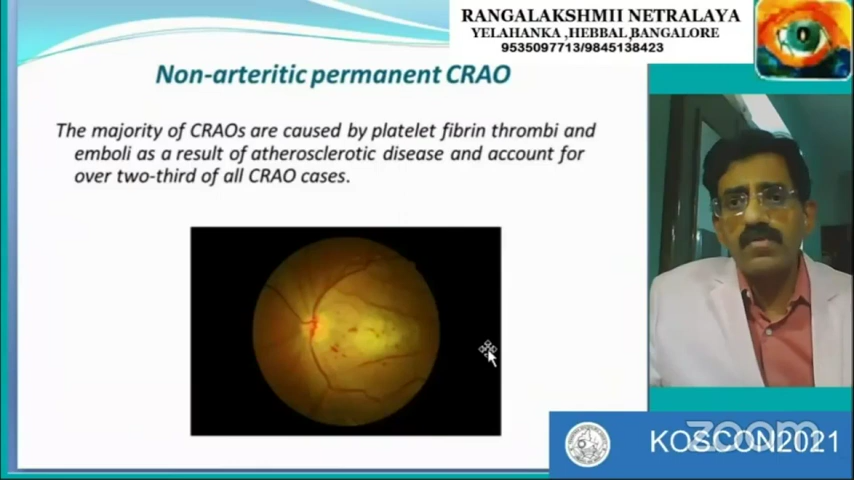 RANGALAKSHMII NETRALAYA
YELAHANKA ,HEBBAL,BANGALORE
9535097713/9845138423
Non-arteritic permanent CRAO
The majority of CRAOs are caused by platelet fibrin thrombi and
emboli as a result of atherosclerotic disease and account for
over two-third of all CRAO cases.
zoom
KOSCON2021